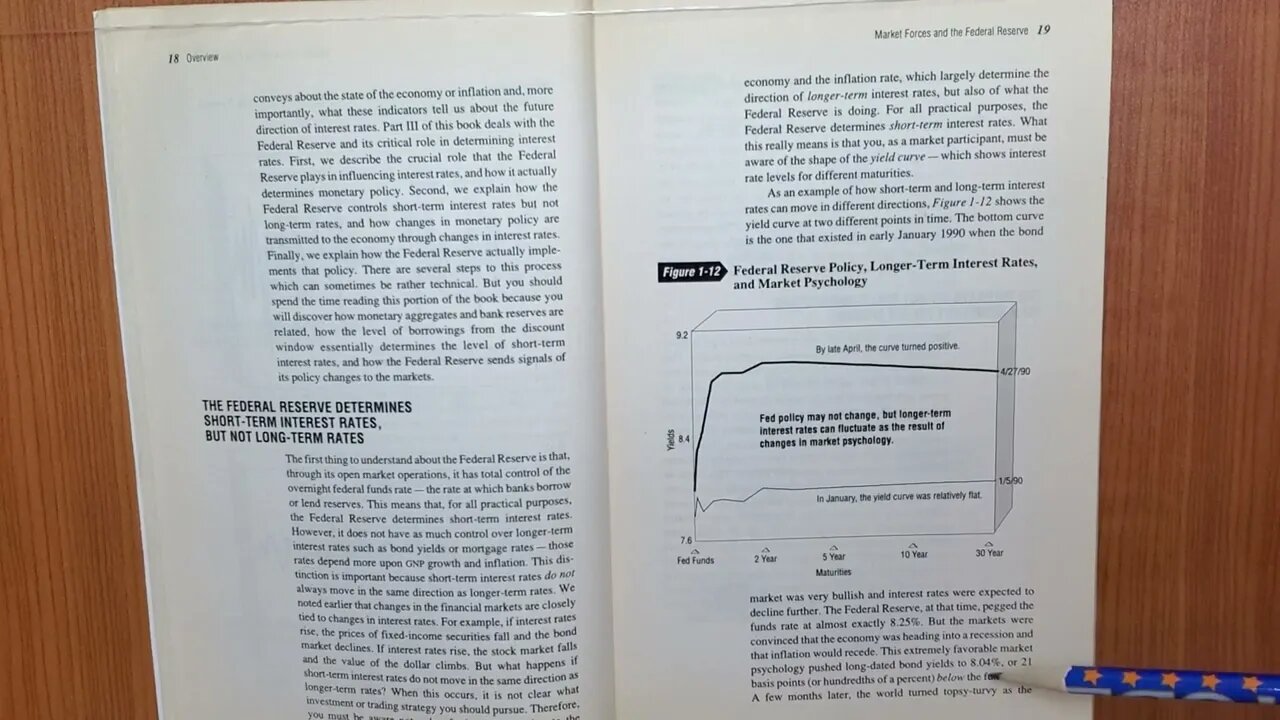 18 Overview
conveys about the state of the economy or inflation and, more
importantly, what these indicators tell us about the future
direction of interest rates. Part III of this book deals with the
Federal Reserve and its critical role in determining interest
rates. First, we describe the crucial role that the Federal
Reserve plays in influencing interest rates, and how it actually
determines monetary policy. Second, we explain how the
Federal Reserve controls short-term interest rates but not
long-term rates, and how changes in monetary policy are
transmitted to the economy through changes in interest rates.
Finally, we explain how the Federal Reserve actually imple-
ments that policy. There are several steps to this process
which can sometimes be rather technical. But you should
spend the time reading this portion of the book because you
will discover how monetary aggregates and bank reserves are
related, how the level of borrowings from the discount
window essentially determines the level of short-term
interest rates, and how the Federal Reserve sends signals of
its policy changes to the markets.
THE FEDERAL RESERVE DETERMINES
SHORT-TERM INTEREST RATES,
BUT NOT LONG-TERM RATES
The first thing to understand about the Federal Reserve is that,
through its open market operations, it has total control of the
overnight federal funds rate — the rate at which banks borrow
or lend reserves. This means that, for all practical purposes,
the Federal Reserve determines short-term interest rates.
However, it does not have as much control over longer-term
interest rates such as bond yields or mortgage rates — those
rates depend more upon GNP growth and inflation. This dis-
tinction is important because short-term interest rates do not
always move in the same direction as longer-term rates. We
noted earlier that changes in the financial markets are closely
tied to changes in interest rates. For example, if interest rates
rise, the prices of fixed-income securities fall and the bond
market declines. If interest rates rise, the stock market falls
and the value of the dollar climbs. But what happens if
short-term interest rates do not move in the same direction as
longer-term rates? When this occurs, it is not clear what
investment or trading strategy you should pursue. Therefore,
you must be aware not the
Market Forces and the Federal Reserve 19
economy and the inflation rate, which largely determine the
direction of longer-term interest rates, but also of what the
Federal Reserve is doing. For all practical purposes, the
Federal Reserve determines short-term interest rates. What
this really means is that you, as a market participant, must be
aware of the shape of the yield curve — which shows interest
rate levels for different maturities.
As an example of how short-term and long-term interest
rates can move in different directions, Figure 1-12 shows the
yield curve at two different points in time. The bottom curve
is the one that existed in early January 1990 when the bond
Figure 1-12 Federal Reserve Policy, Longer-Term Interest Rates,
and Market Psychology
9.2
By late April, the curve turned positive.
4/27/90
Fed policy may not change, but longer-term
interest rates can fluctuate as the result of
changes in market psychology.
Yields
8.4
1/5/90
In January, the yield curve was relatively flat.
7.6
Fed Funds 2 Year 5 Year 10 Year 30 Year
Maturities
market was very bullish and interest rates were expected to
decline further. The Federal Reserve, at that time, pegged the
funds rate at almost exactly 8.25%. But the markets were
convinced that the economy was heading into a recession and
that inflation would recede. This extremely favorable market
psychology pushed long-dated bond yields to 8.04%, or 21
basis points (or hundredths of a percent) below the
A few months later, the world turned topsy-turvy as the